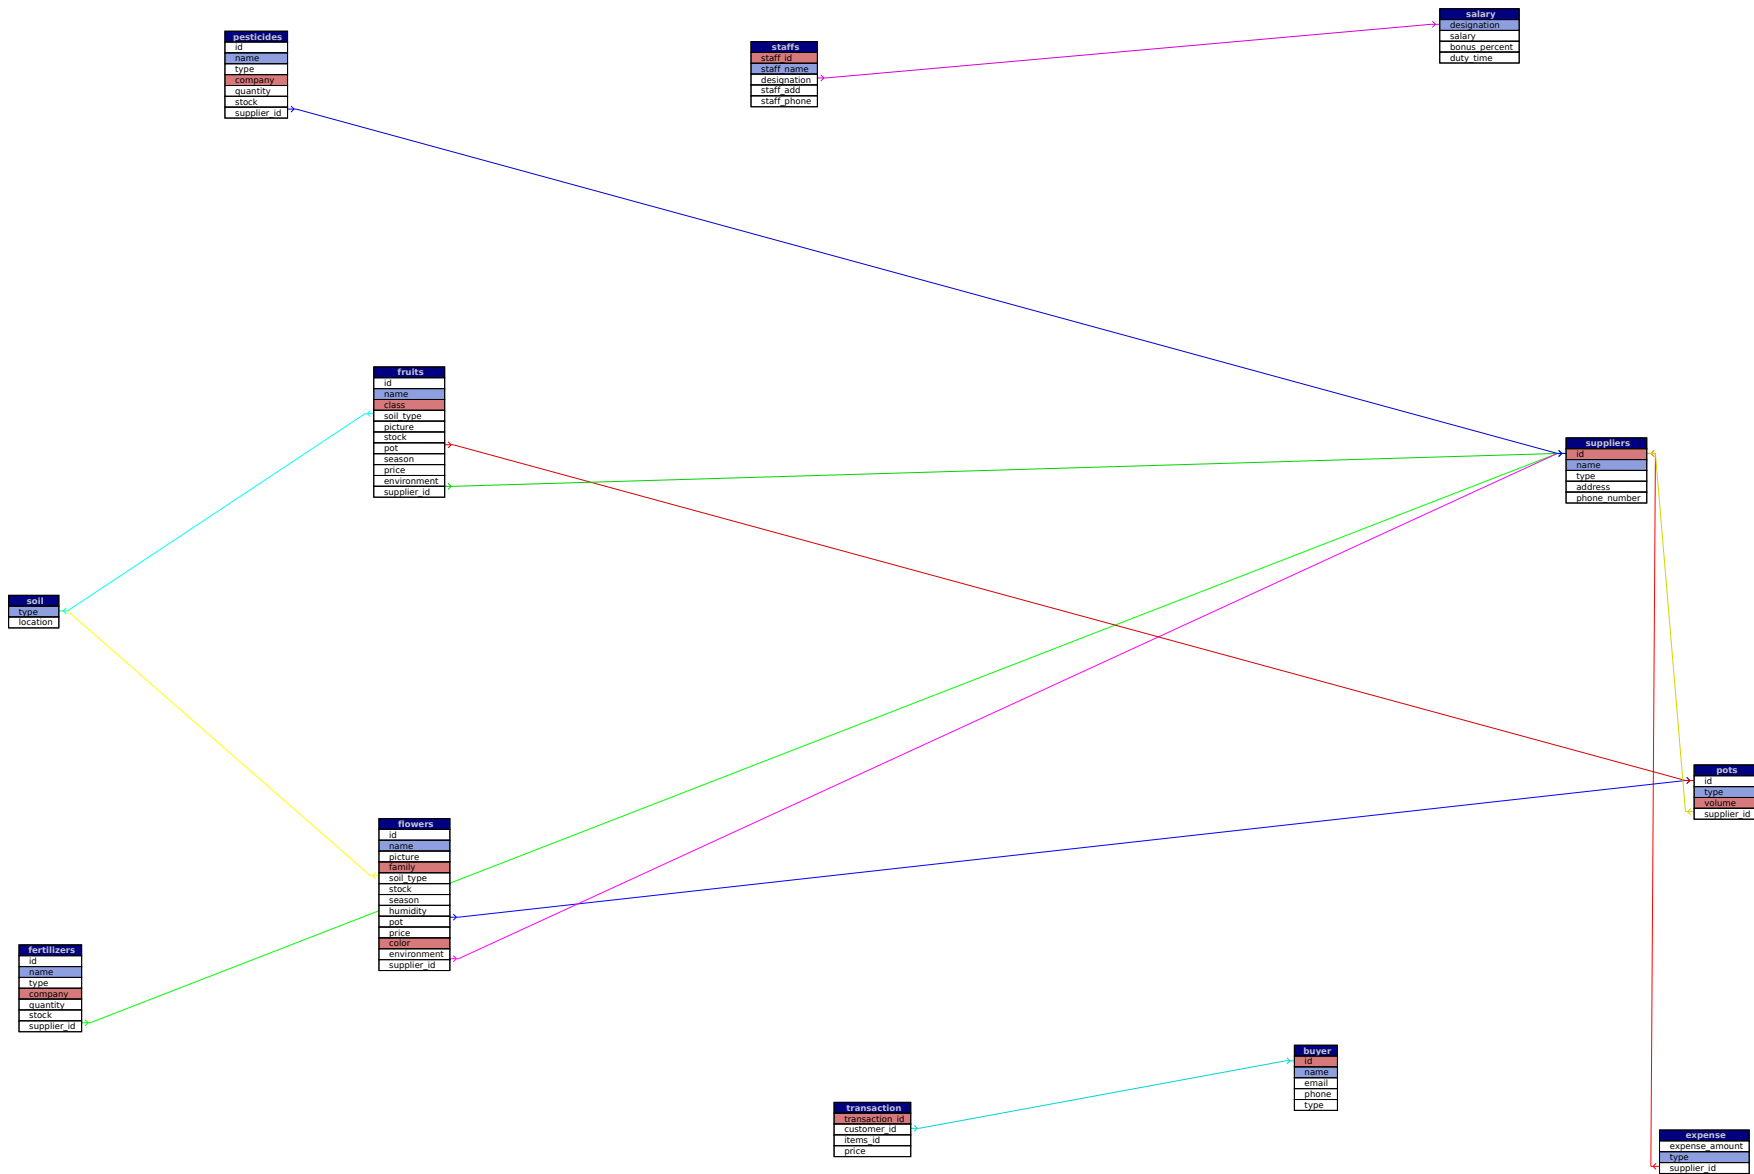 salary
designation
salary
bonus_percent
duty_time
pesticides
id
name
type
company
quantity
stock
supplier_id
staffs
staff_id
staff_name
designation
staff_add
staff_phone
fruits
id
name
class
soil_type
picture
stock
pot
season
price
environment
supplier_id
suppliers
id
name
type
address
phone_number
soil
type
location
pots
id
type
volume
supplier_id
flowers
id
name
picture
family
soil_type
stock
season
humidity
pot
price
color
environment
supplier_id
fertilizers
id
name
type
company
quantity
stock
supplier_id
buyer
id
name
email
phone
type
transaction
transaction_id
customer_id
items_id
price
expense
expense_amount
type
supplier_id